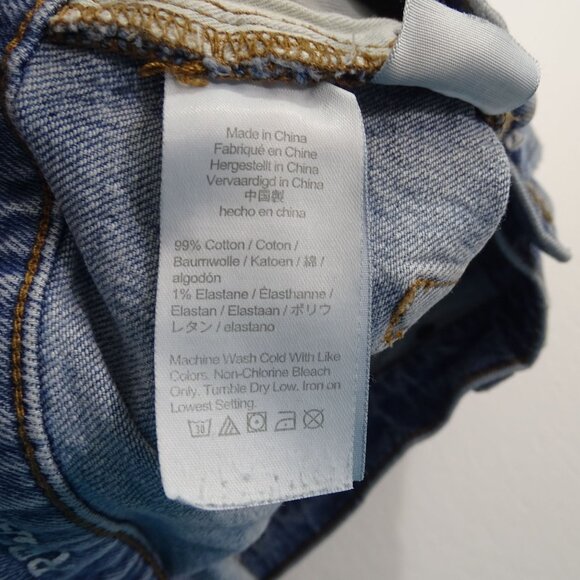 Made in China
Fabriqué en Chine
Hergestellt in China
Vervaardigd in China
中国製
hecho en china
99% Cotton / Coton /
Baumwolle / Katoen / 綿 /
algodón
1% Elastane / Élasthanne /
Elastan / Elastaan / ポリウ
レタン / elastano
Machine Wash Cold With Like
Colors. Non-Chlorine Bleach
Only. Tumble Dry Low. Iron on
Lowest Setting.
30